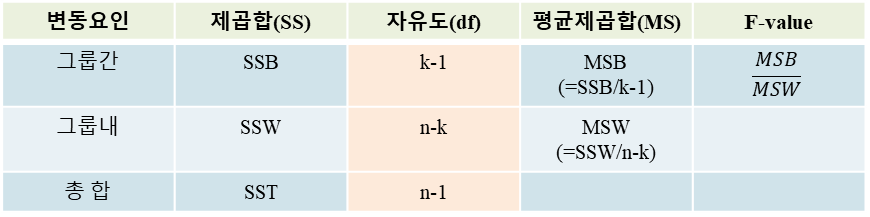 변동요인 제곱합(SS) 자유도(df) 평균제곱합(MS) F-value
그룹간 SSB k-1 MSB
(=SSB/k-1) MSB
MSW
그룹내 SSW n-k MSW
(=SSW/n-k)
총 합 SST n-1